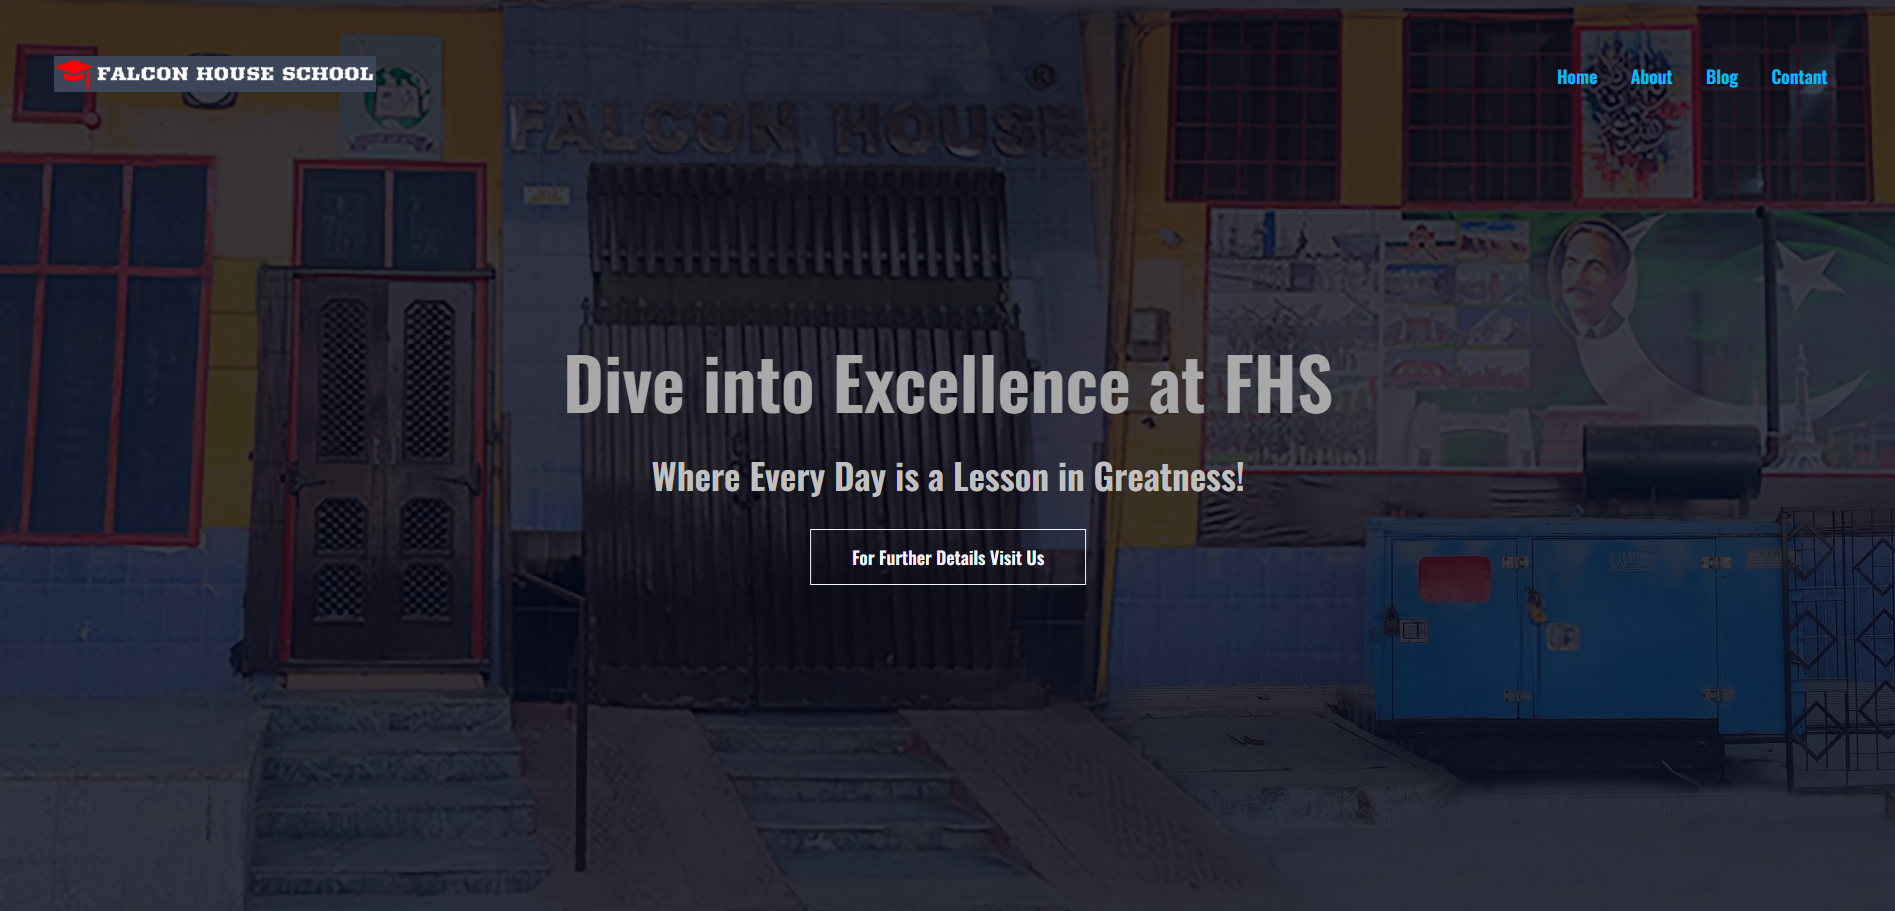 FALCON HOUSE SCHOOL
Home About Blog Contant
®
FALCON HOUSE
Dive into Excellence at FHS
Where Every Day is a Lesson in Greatness!
For Further Details Visit Us